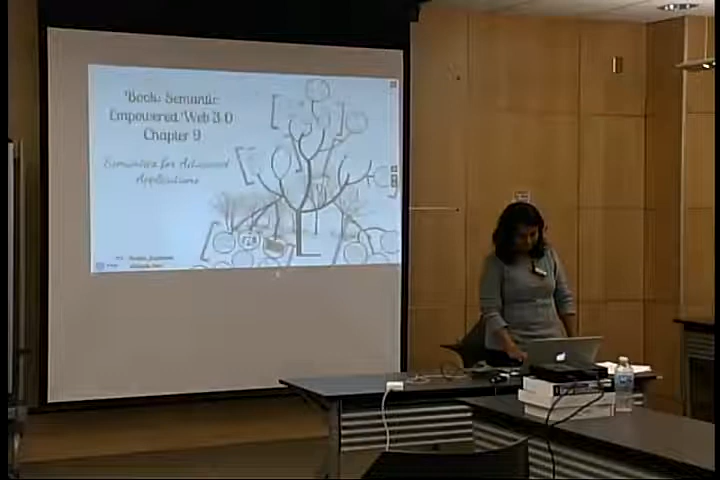 Book: Semantic
Empowered Web 3.0
Chapter 9
Semantics for Advanced
Applications